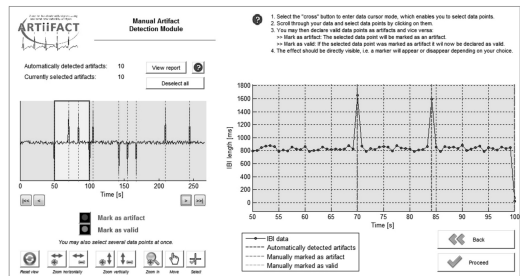 ARTiiFACT
Manual Artifact
Detection Module
Automatically detected artifacts: 10
Currently selected artifacts: 10
View report
?
Deselect all
0 50 100 150 200 250
Time [s]
|<< < > >>|
Mark as artifact
Mark as valid
You may also select several data points at once.
Reset view
Zoom horizontally
Zoom vertically
Zoom in
Move
Select
?
1. Select the "cross" button to enter data cursor mode, which enables you to select data points.
2. Scroll through your data and select data points by clicking on them.
3. You may then declare valid data points as artifacts and vice versa:
>> Mark as artifact: The selected data point will be marked as an artifact.
>> Mark as valid: If the selected data point was marked as artifact it will now be declared as valid.
4. The effect should be directly visible, i.e. a marker will appear or disappear depending on your choice.
IBI length [ms]
1800
1600
1400
1200
1000
800
600
400
200
0
50 55 60 65 70 75 80 85 90 95 100
Time [s]
IBI data
Automatically detected artifacts
Manually marked as artifact
Manually marked as valid
Back
Proceed